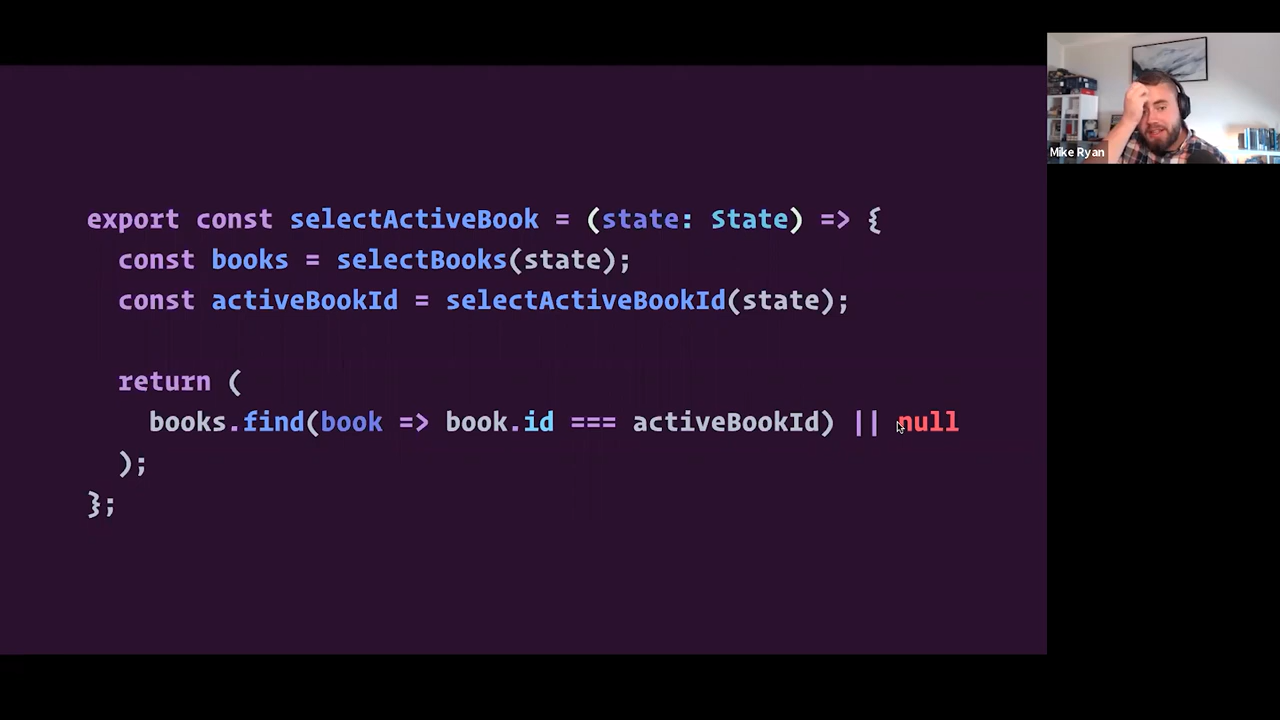 export const selectActiveBook = (state: State) => {
  const books = selectBooks(state);
  const activeBookId = selectActiveBookId(state);
  return (
    books.find(book => book.id === activeBookId) || null
  );
};
Mike Ryan